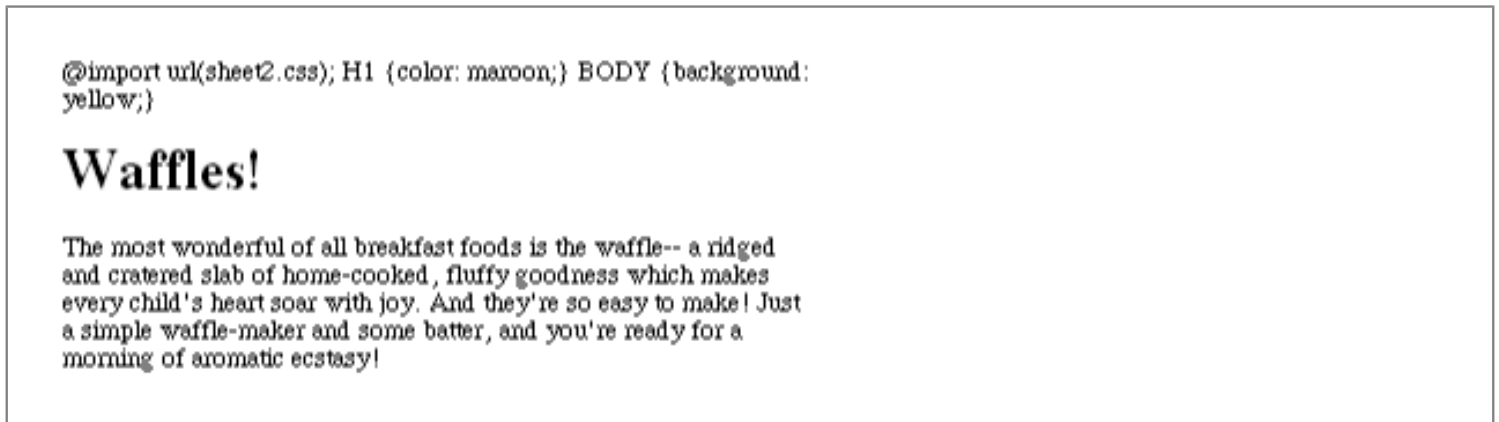 @import url(sheet2.css); H1 {color: maroon;} BODY {background:
yellow;}
Waffles!
The most wonderful of all breakfast foods is the waffle-- a ridged
and cratered slab of home-cooked, fluffy goodness which makes
every child's heart soar with joy. And they're so easy to make! Just
a simple waffle-maker and some batter, and you're ready for a
morning of aromatic ecstasy!